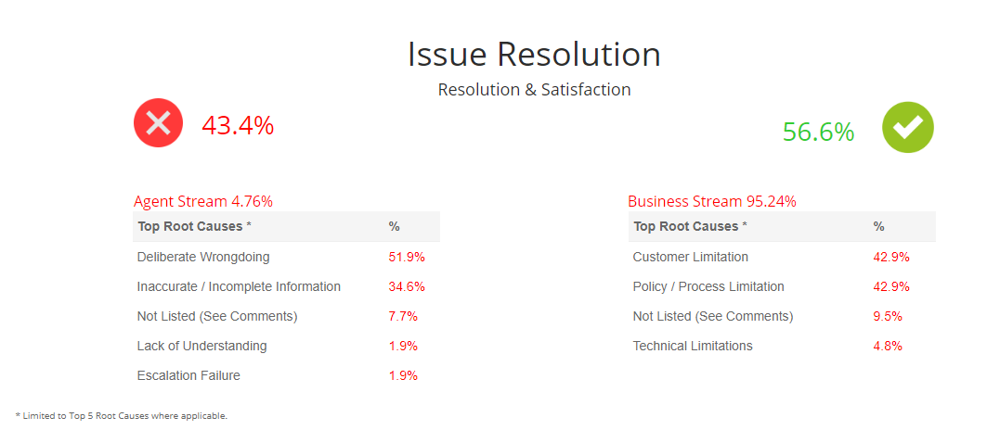 Issue Resolution
Resolution & Satisfaction
43.4%
56.6%
Agent Stream 4.76%
Top Root Causes * %
Deliberate Wrongdoing 51.9%
Inaccurate / Incomplete Information 34.6%
Not Listed (See Comments) 7.7%
Lack of Understanding 1.9%
Escalation Failure 1.9%
Business Stream 95.24%
Top Root Causes * %
Customer Limitation 42.9%
Policy / Process Limitation 42.9%
Not Listed (See Comments) 9.5%
Technical Limitations 4.8%
* Limited to Top 5 Root Causes where applicable.